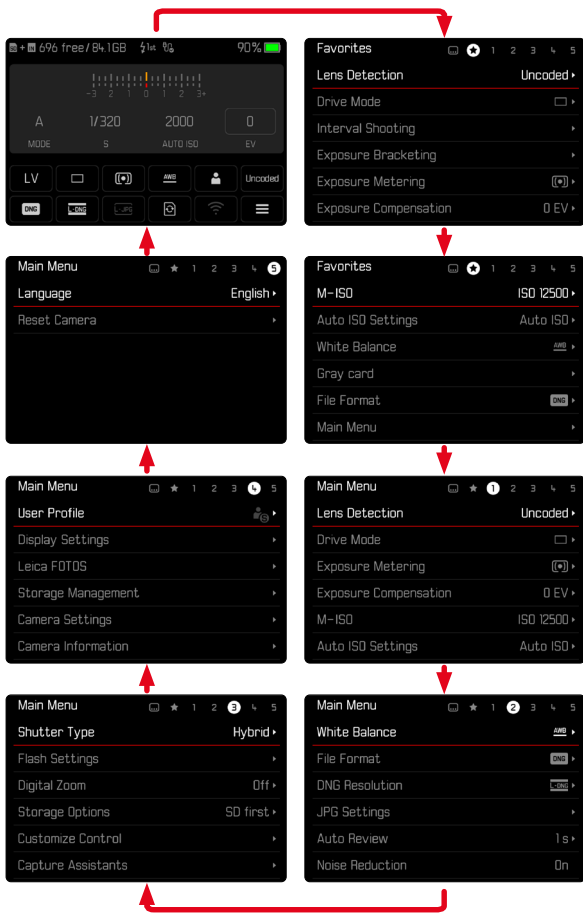 + 696 free/84.1GB 1st 90%
-3 2 1 0 1 2 3+
A 1/320 2000 0
MODE S AUTO ISO EV
LV AWB Uncoded
DNG L-DNG L-JPG
Favorites 1 2 3 4 5
Lens Detection Uncoded
Drive Mode
Interval Shooting
Exposure Bracketing
Exposure Metering
Exposure Compensation 0 EV
Main Menu 1 2 3 4 5
Language English
Reset Camera
Favorites 1 2 3 4 5
M-ISO ISO 12500
Auto ISO Settings Auto ISO
White Balance AWB
Gray card
File Format DNG
Main Menu
Main Menu 1 2 3 4 5
User Profile
Display Settings
Leica FOTOS
Storage Management
Camera Settings
Camera Information
Main Menu 1 2 3 4 5
Lens Detection Uncoded
Drive Mode
Exposure Metering
Exposure Compensation 0 EV
M-ISO ISO 12500
Auto ISO Settings Auto ISO
Main Menu 1 2 3 4 5
Shutter Type Hybrid
Flash Settings
Digital Zoom Off
Storage Options SD first
Customize Control
Capture Assistants
Main Menu 1 2 3 4 5
White Balance AWB
File Format DNG
DNG Resolution L-DNG
JPG Settings
Auto Review 1 s
Noise Reduction On